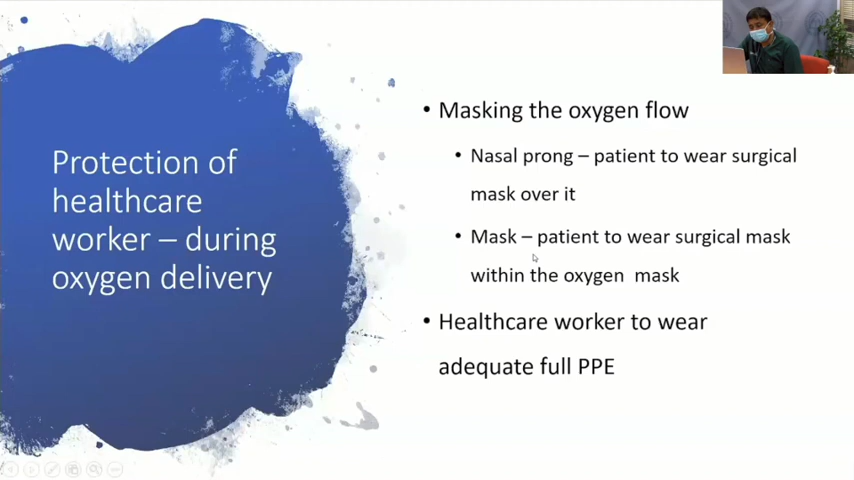 Protection of
healthcare
worker – during
oxygen delivery
• Masking the oxygen flow
• Nasal prong – patient to wear surgical
mask over it
• Mask – patient to wear surgical mask
within the oxygen mask
• Healthcare worker to wear
adequate full PPE